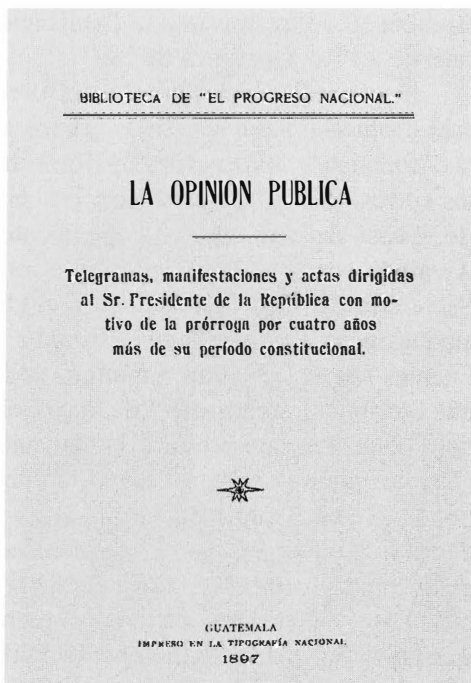 BIBLIOTECA DE "EL PROGRESO NACIONAL."
LA OPINION PUBLICA
Telegramas, manifestaciones y actas dirigidas
al Sr. Presidente de la República con mo-
tivo de la prórroga por cuatro años
más de su período constitucional.
GUATEMALA
IMPRESO EN LA TIPOGRAFÍA NACIONAL
1897